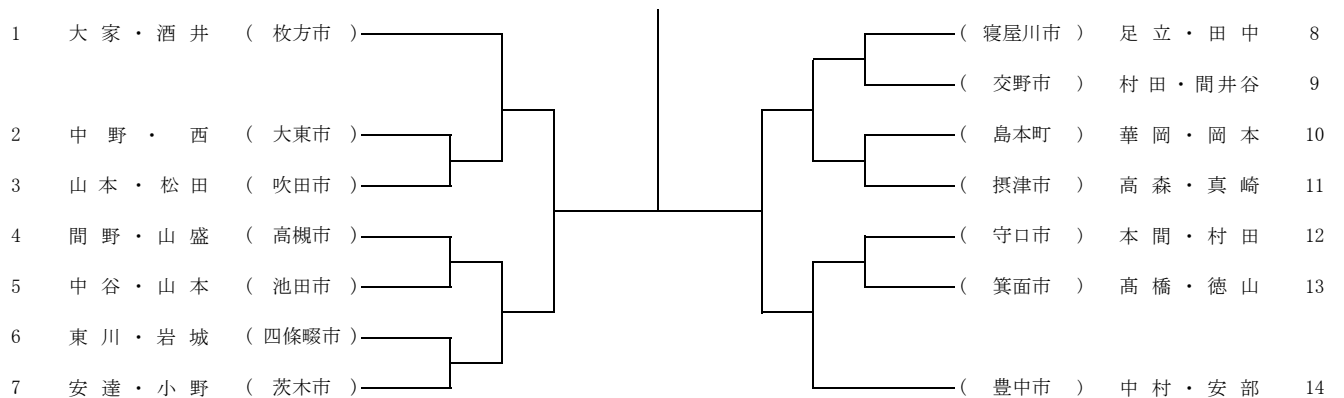 1 大家・酒井 ( 枚方市 )
2 中野・西 ( 大東市 )
3 山本・松田 ( 吹田市 )
4 間野・山盛 ( 高槻市 )
5 中谷・山本 ( 池田市 )
6 東川・岩城 ( 四條畷市 )
7 安達・小野 ( 茨木市 )
( 寝屋川市 ) 足立・田中 8
( 交野市 ) 村田・間井谷 9
( 島本町 ) 華岡・岡本 10
( 摂津市 ) 高森・真崎 11
( 守口市 ) 本間・村田 12
( 箕面市 ) 髙橋・徳山 13
( 豊中市 ) 中村・安部 14